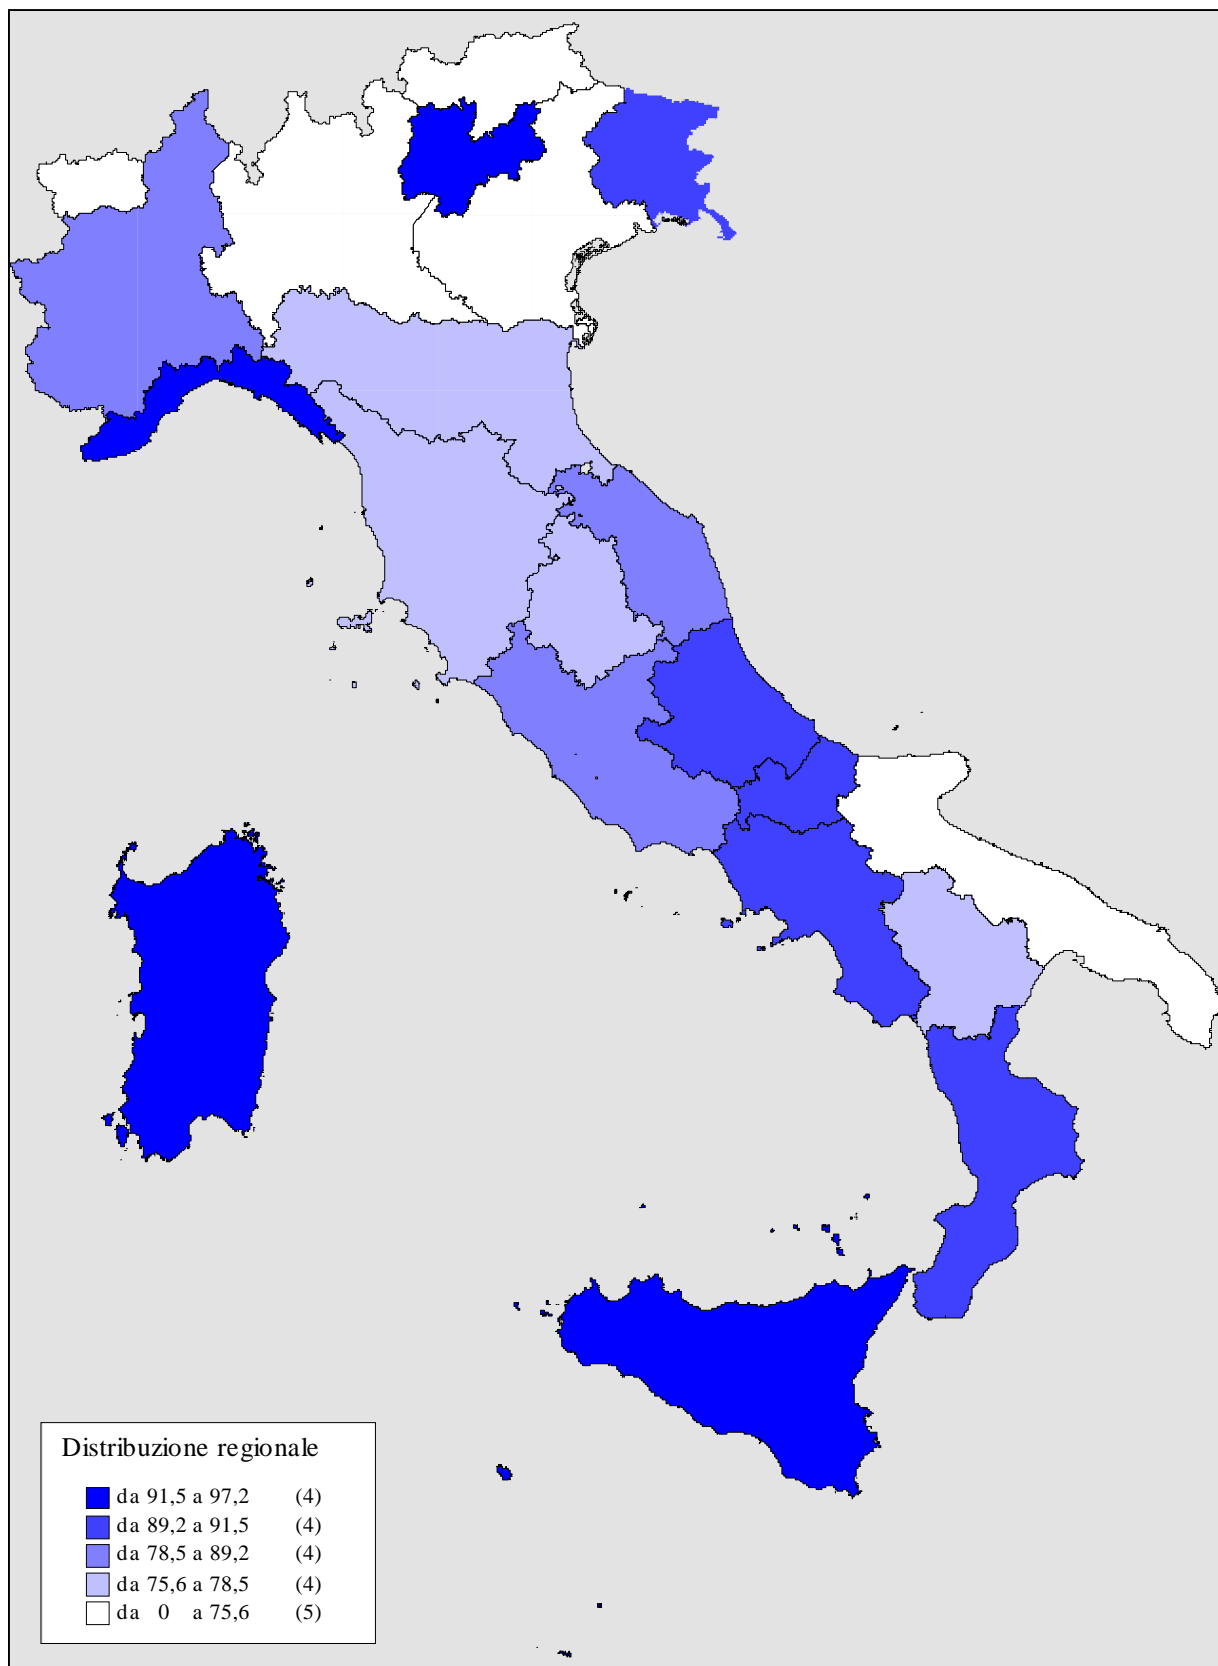 Distribuzione regionale
da 91,5 a 97,2 (4)
da 89,2 a 91,5 (4)
da 78,5 a 89,2 (4)
da 75,6 a 78,5 (4)
da 0 a 75,6 (5)